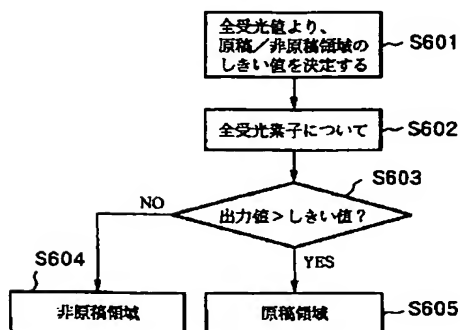 全受光値より、
原稿／非原稿領域の
しきい値を決定する
S601
全受光素子について
S602
S603
出力値＞しきい値？
NO
YES
S604
非原稿領域
原稿領域
S605